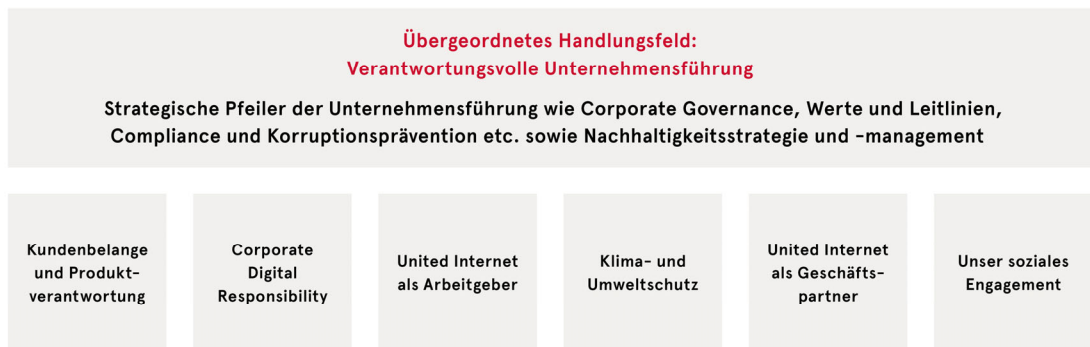 Übergeordnetes Handlungsfeld:
Verantwortungsvolle Unternehmensführung
Strategische Pfeiler der Unternehmensführung wie Corporate Governance, Werte und Leitlinien,
Compliance und Korruptionsprävention etc. sowie Nachhaltigkeitsstrategie und -management
Kundenbelange
und Produkt-
verantwortung
Corporate
Digital
Responsibility
United Internet
als Arbeitgeber
Klima- und
Umweltschutz
United Internet
als Geschäfts-
partner
Unser soziales
Engagement